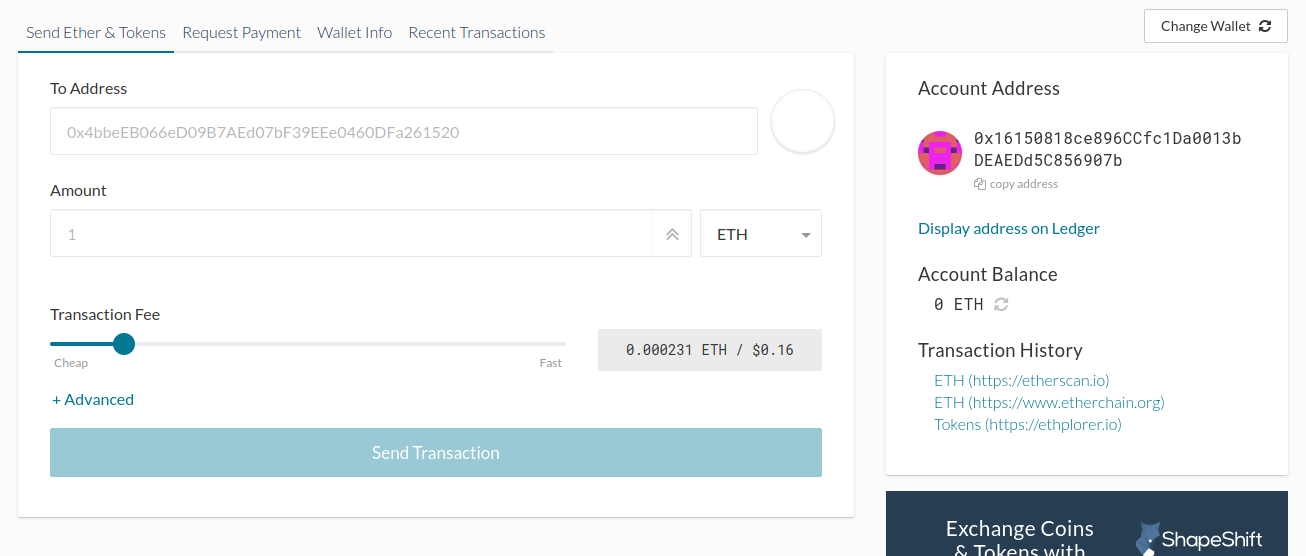 Send Ether & Tokens
Request Payment
Wallet Info
Recent Transactions
Change Wallet
To Address
0x4bbeEB066eD09B7AEd07bF39EEe0460DFa261520
Amount
1
ETH
Transaction Fee
Cheap
Fast
0.000231 ETH / $0.16
+ Advanced
Send Transaction
Account Address
0x16150818ce896CCfc1Da0013b
DEAEDd5C856907b
copy address
Display address on Ledger
Account Balance
0 ETH
Transaction History
ETH (https://etherscan.io)
ETH (https://www.etherchain.org)
Tokens (https://ethplorer.io)
Exchange Coins
& Tokens with
ShapeShift